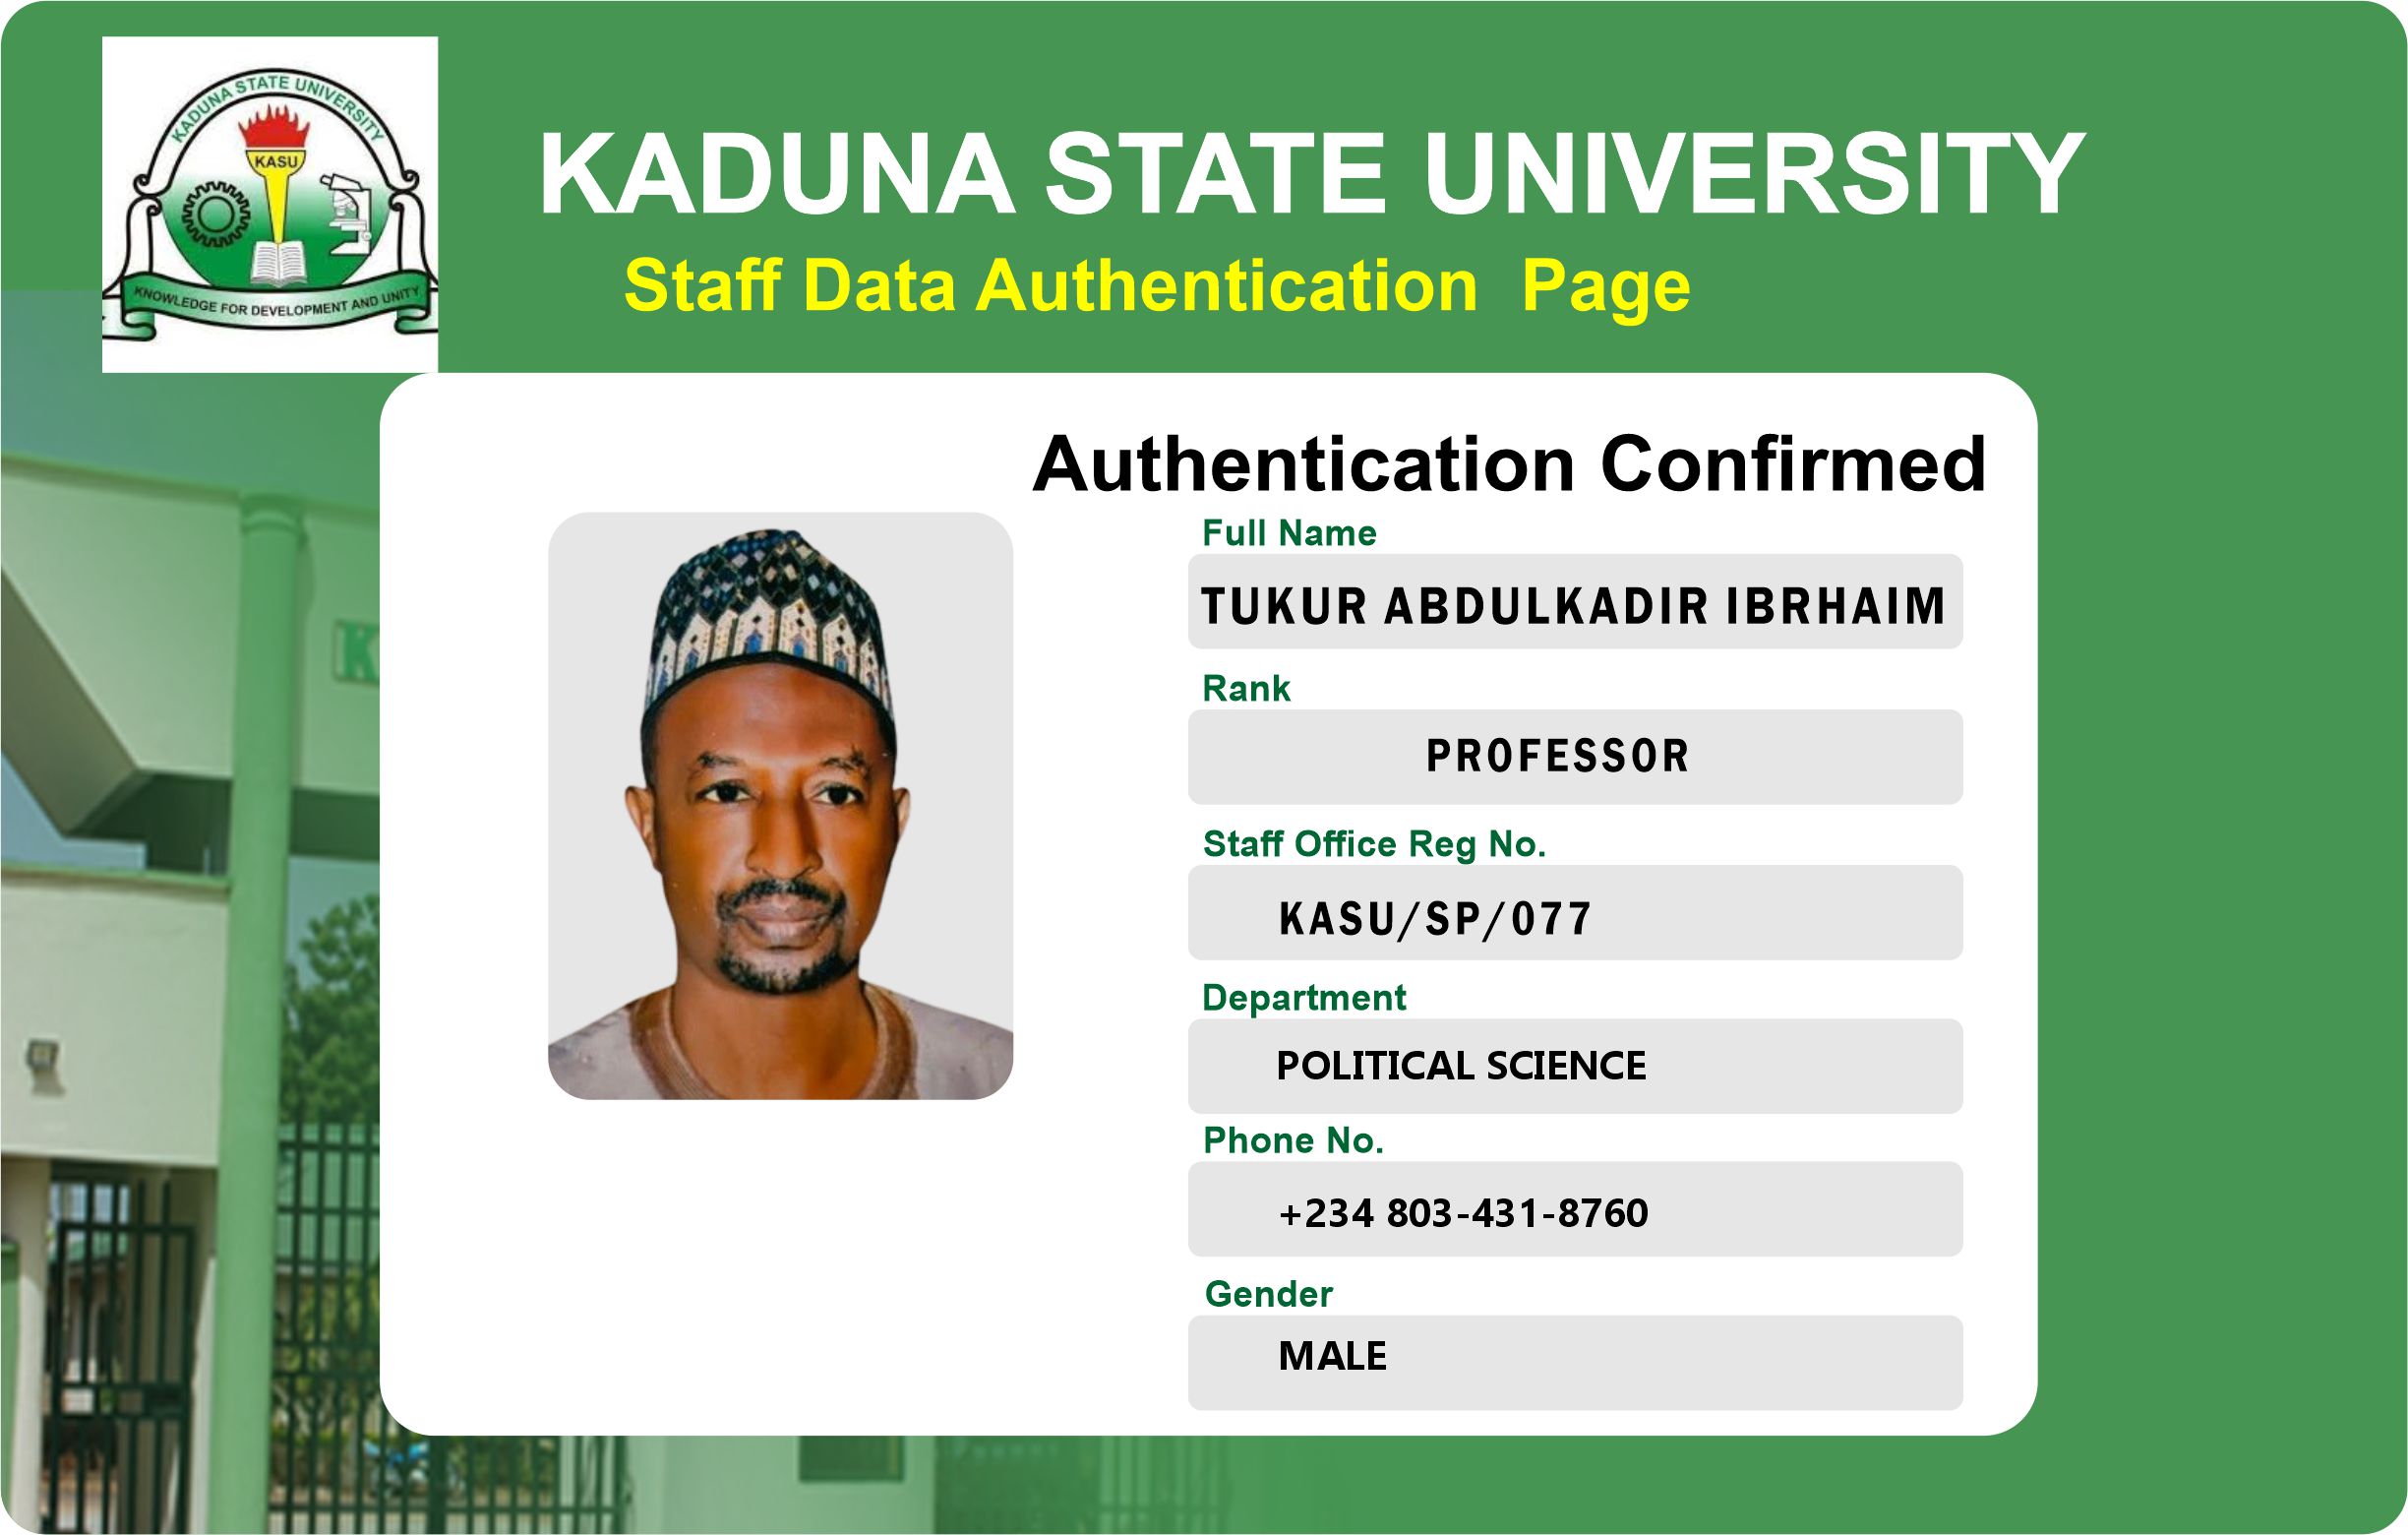 KADUNA STATE UNIVERSITY
KASU
KNOWLEDGE FOR DEVELOPMENT AND UNITY
KADUNA STATE UNIVERSITY
Staff Data Authentication Page
K
Authentication Confirmed
Full Name
TUKUR ABDULKADIR IBRHAIM
Rank
PROFESSOR
Staff Office Reg No.
KASU/SP/077
Department
POLITICAL SCIENCE
Phone No.
+234 803-431-8760
Gender
MALE